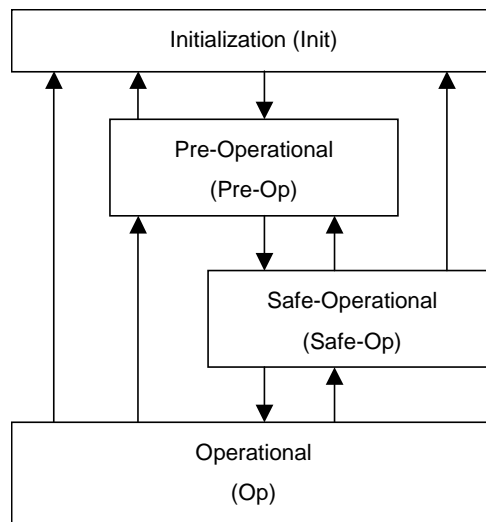 Initialization (Init)
Pre-Operational
(Pre-Op)
Safe-Operational
(Safe-Op)
Operational
(Op)